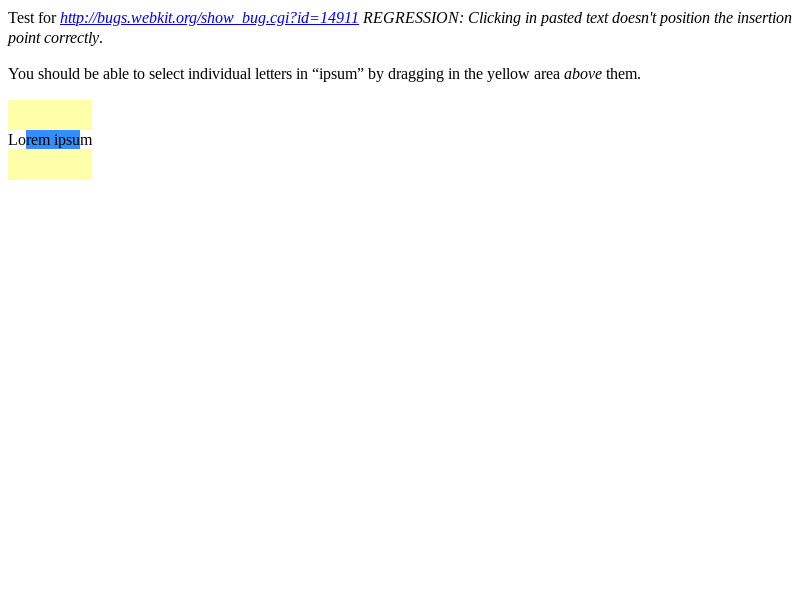 Test for http://bugs.webkit.org/show_bug.cgi?id=14911 REGRESSION: Clicking in pasted text doesn't position the insertion
point correctly.
You should be able to select individual letters in “ipsum” by dragging in the yellow area above them.
Lorem ipsum